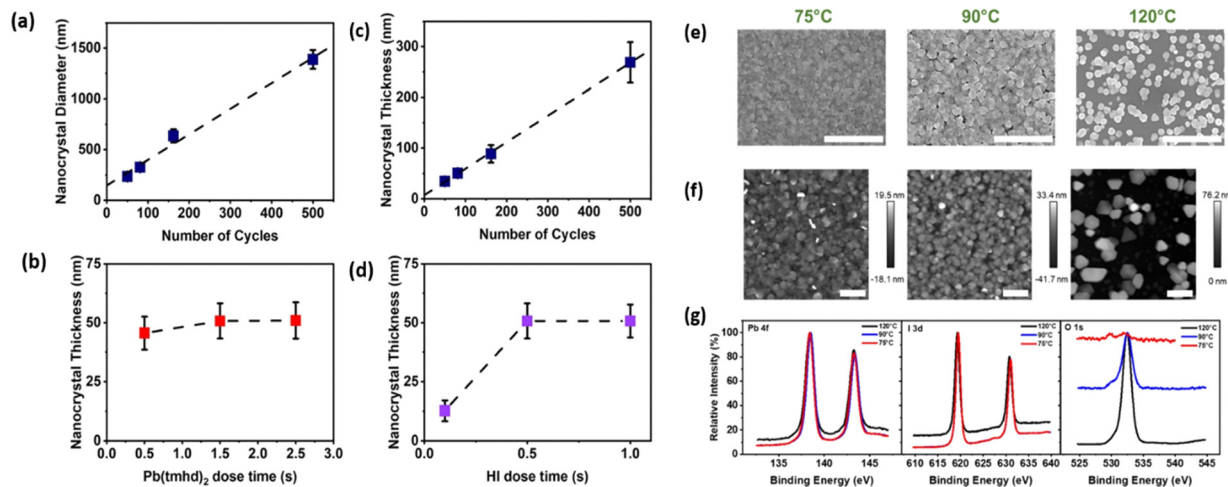 (a)
Nanocrystal Diameter (nm)
1500
1000
500
250
0
0 100 200 300 400 500
Number of Cycles
(c)
Nanocrystal Thickness (nm)
300
200
100
0
0 100 200 300 400 500
Number of Cycles
(b)
Nanocrystal Thickness (nm)
75
50
25
0
0.0 0.5 1.0 1.5 2.0 2.5 3.0
Pb(tmhd)2 dose time (s)
(d)
Nanocrystal Thickness (nm)
75
50
25
0
0.0 0.5 1.0
HI dose time (s)
75°C 90°C 120°C
(e)
(f)
19.5 nm
-18.1 nm
33.4 nm
-41.7 nm
76.2 nm
0 nm
(g)
Relative Intensity (%)
100
80
60
40
20
0
Pb 4f
120°C
90°C
75°C
135 140 145
Binding Energy (eV)
I 3d
120°C
90°C
75°C
610 615 620 625 630 635 640
Binding Energy (eV)
O 1s
120°C
90°C
75°C
525 530 535 540 545
Binding Energy (eV)